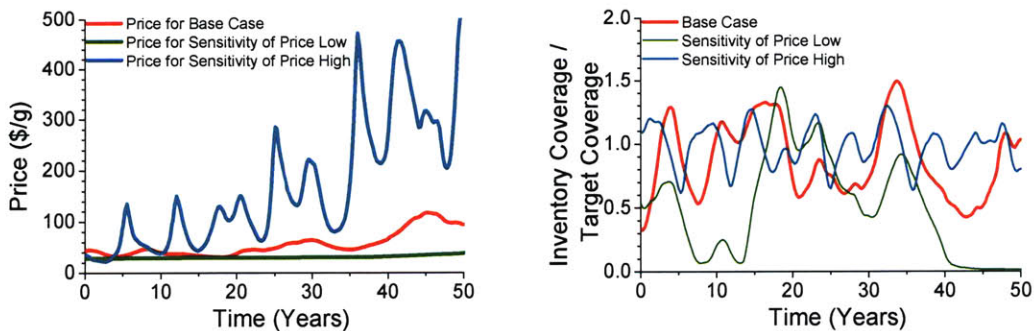 500
400
300
200
100
0
Price ($/g)
Price for Base Case
Price for Sensitivity of Price Low
Price for Sensitivity of Price High
0 10 20 30 40 50
Time (Years)
2.0
1.5
1.0
0.5
0.0
Inventory Coverage /
Target Coverage
Base Case
Sensitivity of Price Low
Sensitivity of Price High
0 10 20 30 40 50
Time (Years)